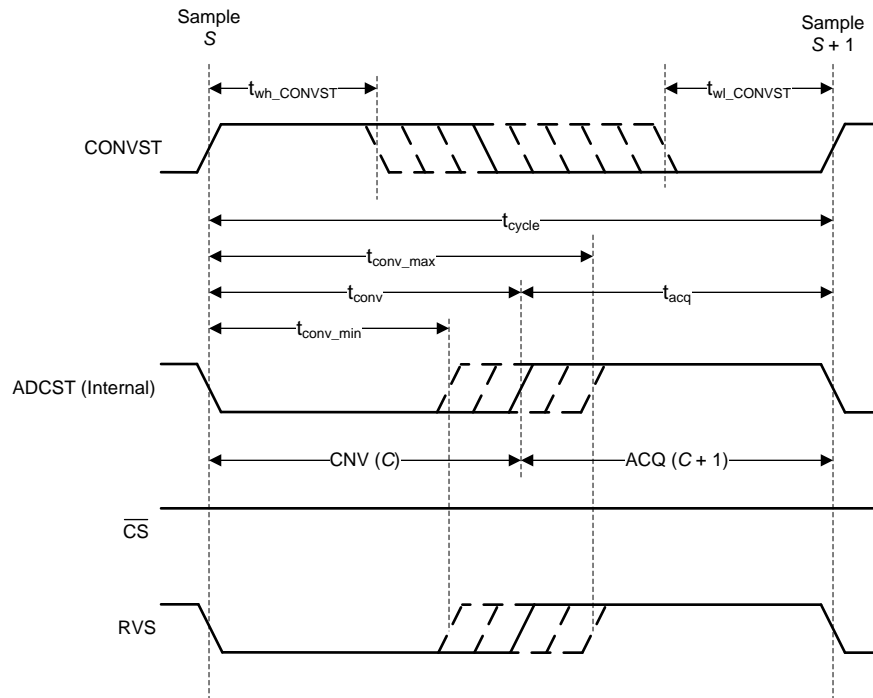 Sample
S
Sample
S + 1
twh_CONVST
twl_CONVST
CONVST
tcycle
tconv_max
tconv
tacq
tconv_min
ADCST (Internal)
CNV (C)
ACQ (C + 1)
CS
RVS